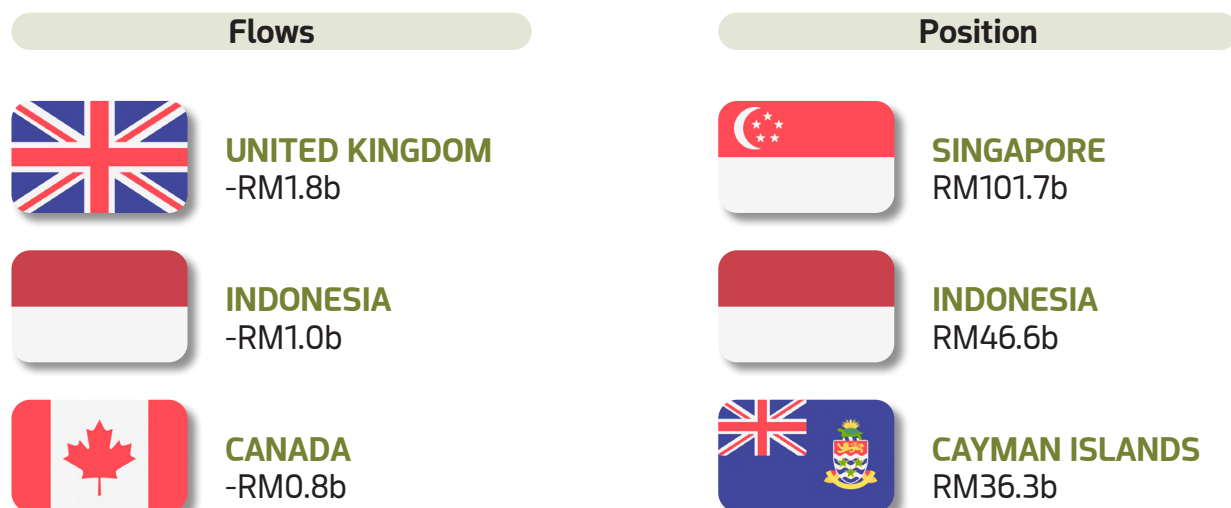 Flows
UNITED KINGDOM
-RM1.8b
INDONESIA
-RM1.0b
CANADA
-RM0.8b
Position
SINGAPORE
RM101.7b
INDONESIA
RM46.6b
CAYMAN ISLANDS
RM36.3b